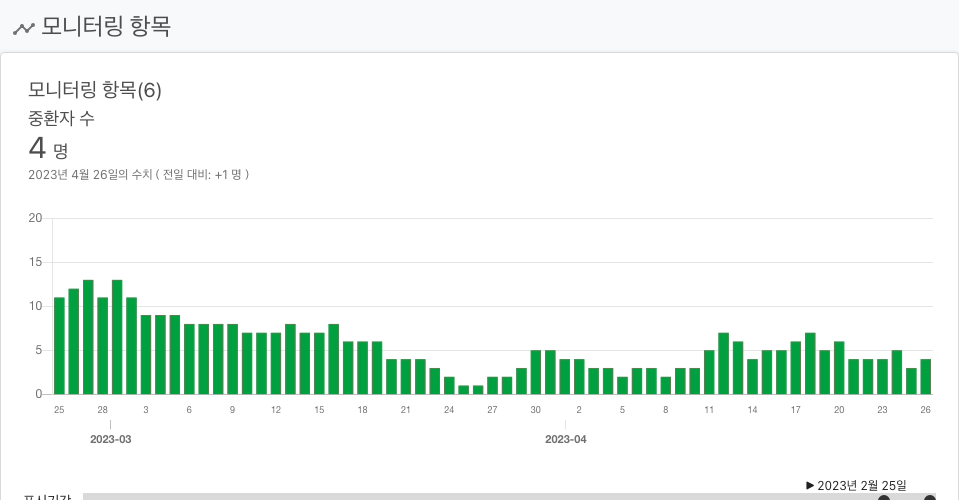 모니터링 항목
모니터링 항목(6)
중환자 수
4 명
2023년 4월 26일의 수치 ( 전일 대비: +1 명 )
20
15
10
5
0
25 28 3 6 9 12 15 18 21 24 27 30 2 5 8 11 14 17 20 23 26
2023-03 2023-04
▶ 2023년 2월 25일
표시기간